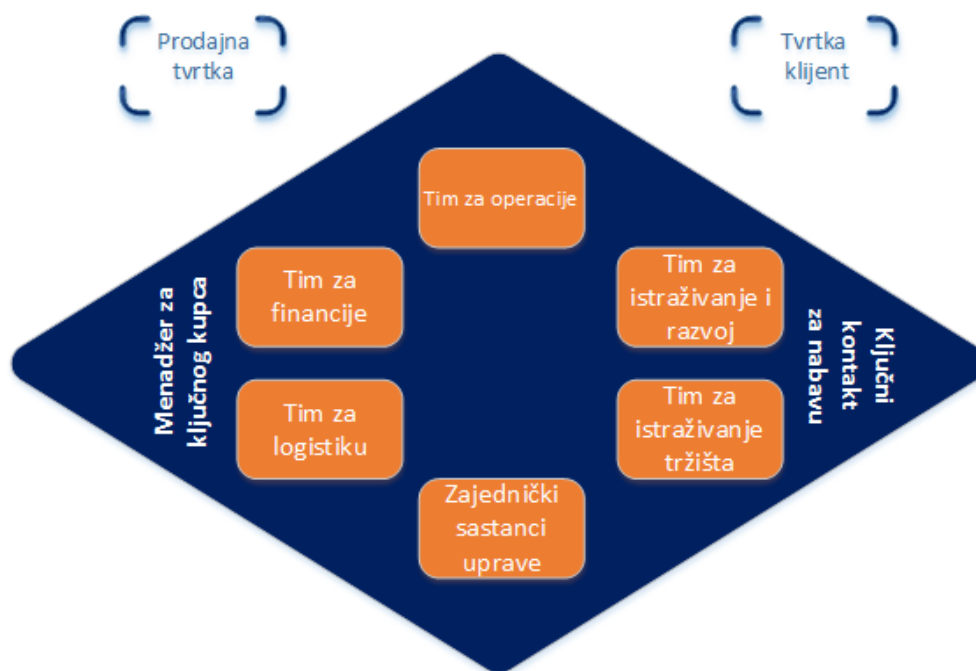 Prodajna
tvrtka
Tvrtka
klijent
Tim za operacije
Tim za
financije
Tim za
istraživanje i
razvoj
Menadžer za
ključnog kupca
Ključni
kontakt
za nabavu
Tim za
logistiku
Tim za
istraživanje
tržišta
Zajednički
sastanci
uprave